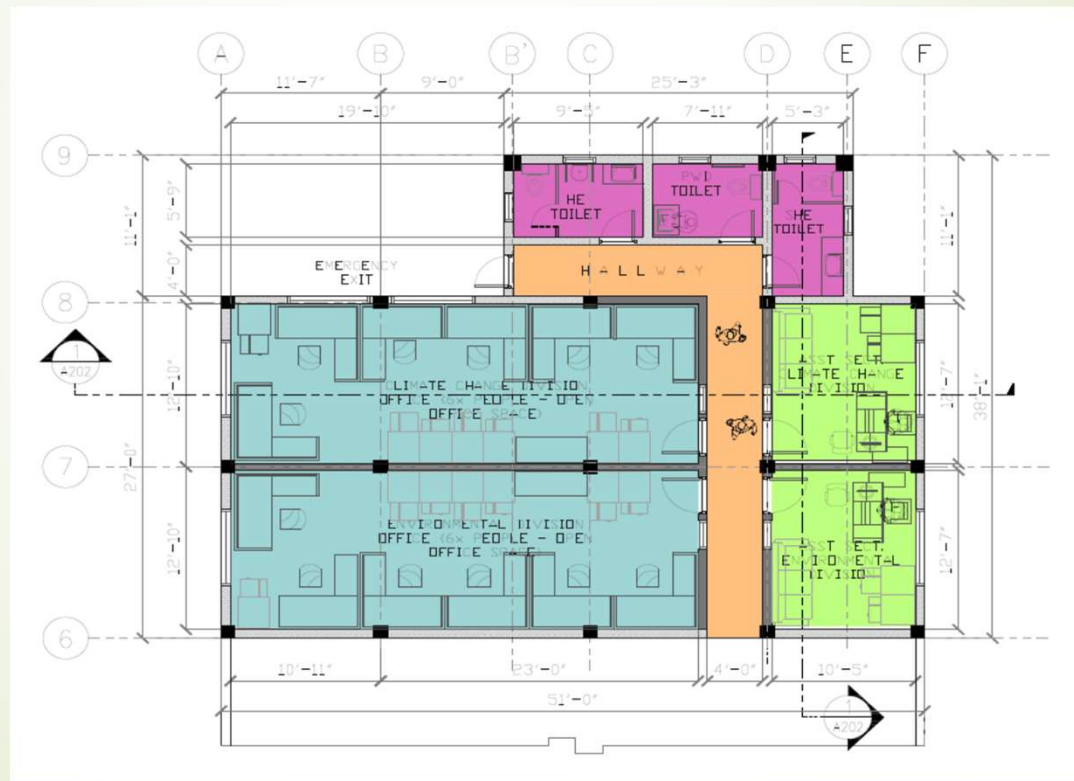 A B B' C D E F
11'-7" 9'-0" 25'-3"
19'-10" 9'-5" 7'-11" 5'-3"
9
5'-9"
11'-1"
11'-1"
4'-0"
HE
TOILET
PWD
TOILET
SHE
TOILET
EMERGENCY
EXIT
HALLWAY
8
1
A202
12'-10"
CLIMATE CHANGE DIVISION
OFFICE (6x PEOPLE - OPEN
OFFICE SPACE)
ASST SECT.
CLIMATE CHANGE
DIVISION
12'-7"
38'-1"
7
27'-0"
12'-10"
ENVIRONMENTAL DIVISION
OFFICE (6x PEOPLE - OPEN
OFFICE SPACE)
ASST SECT.
ENVIRONMENTAL
DIVISION
12'-7"
6
10'-11" 23'-0" 4'-0" 10'-5"
51'-0"
1
A202